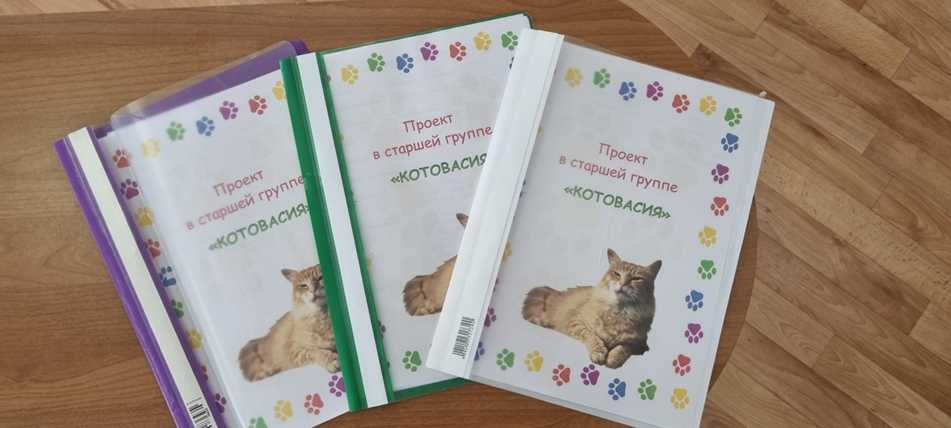 Проект
в старшей группе
«КОТОВАСИЯ»
Проект
в старшей группе
«КОТОВАСИЯ
Проект
в старшей группе
«КОТОВАСИЯ»